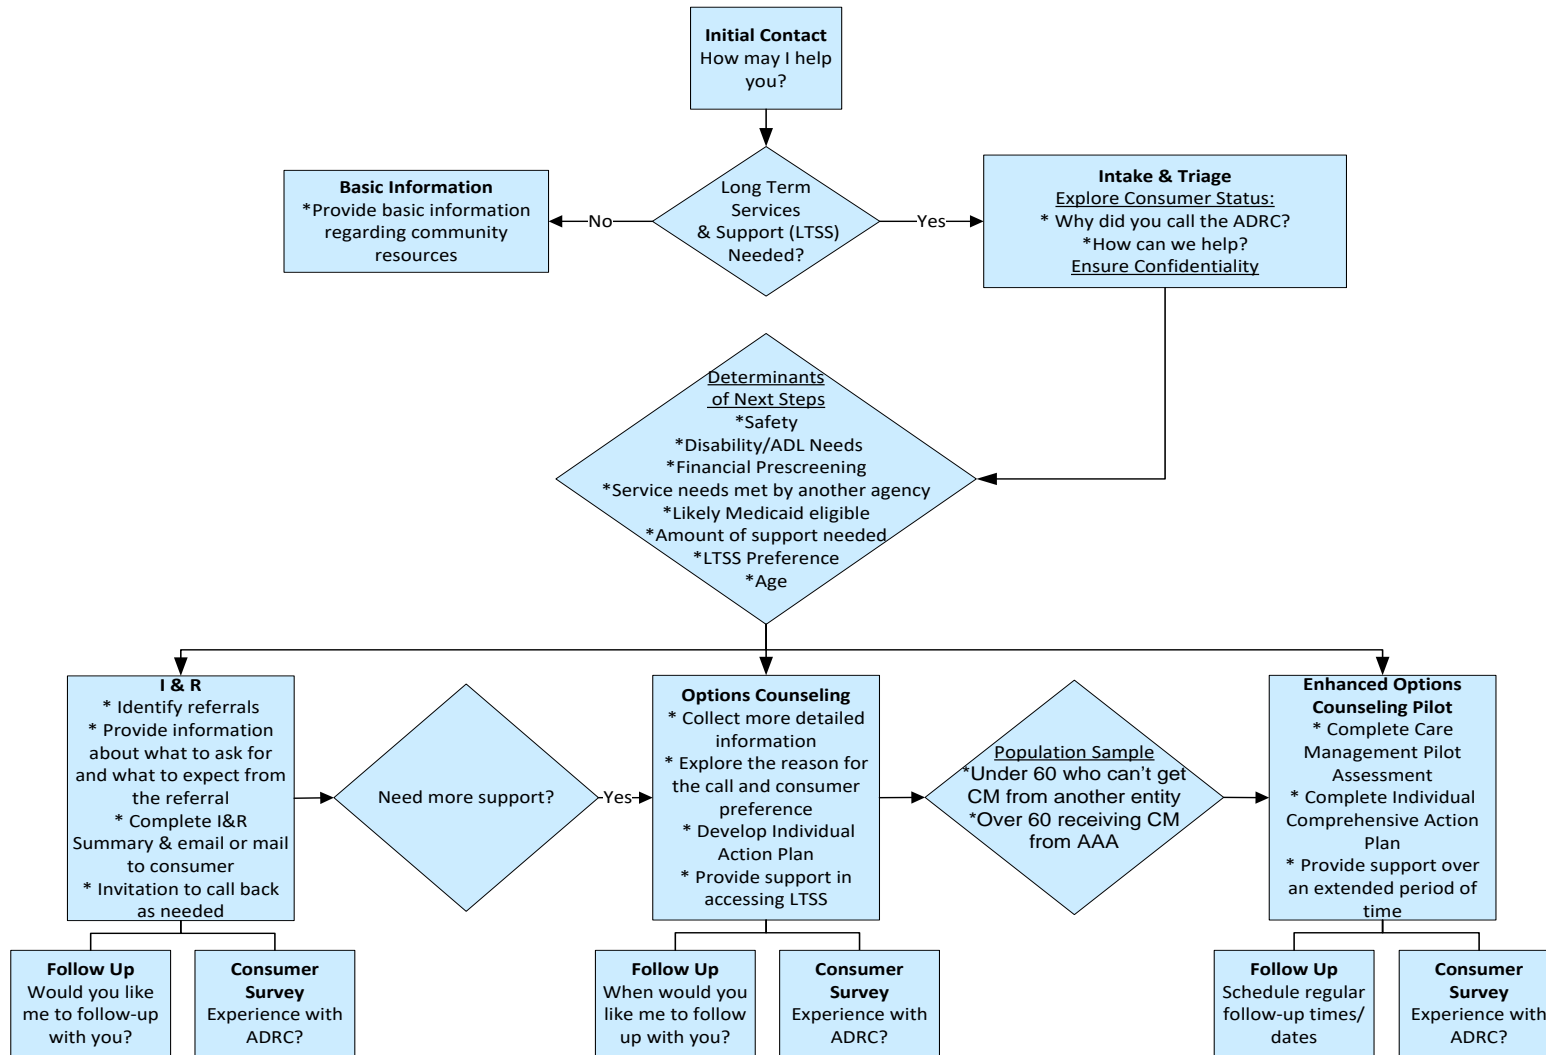 Initial Contact
How may I help
you?
Basic Information
*Provide basic information
regarding community
resources
No
Long Term
Services
& Support (LTSS)
Needed?
Yes
Intake & Triage
Explore Consumer Status:
* Why did you call the ADRC?
*How can we help?
Ensure Confidentiality
Determinants
of Next Steps
*Safety
*Disability/ADL Needs
*Financial Prescreening
*Service needs met by another agency
*Likely Medicaid eligible
*Amount of support needed
*LTSS Preference
*Age
I & R
* Identify referrals
* Provide information
about what to ask for
and what to expect from
the referral
* Complete I&R
Summary & email or mail
to consumer
* Invitation to call back
as needed
Need more support?
Yes
Options Counseling
* Collect more detailed
information
* Explore the reason for
the call and consumer
preference
* Develop Individual
Action Plan
* Provide support in
accessing LTSS
Population Sample
*Under 60 who can't get
CM from another entity
*Over 60 receiving CM
from AAA
Enhanced Options
Counseling Pilot
* Complete Care
Management Pilot
Assessment
* Complete Individual
Comprehensive Action
Plan
* Provide support over
an extended period of
time
Follow Up
Would you like
me to follow-up
with you?
Consumer
Survey
Experience with
ADRC?
Follow Up
When would you
like me to follow
up with you?
Consumer
Survey
Experience with
ADRC?
Follow Up
Schedule regular
follow-up times/
dates
Consumer
Survey
Experience with
ADRC?